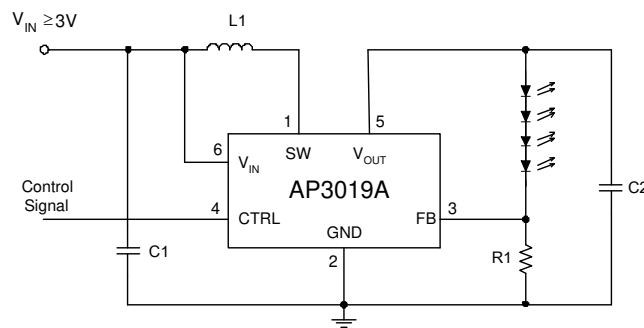 V_IN ≥3V
L1
1
5
6
SW
V_OUT
V_IN
AP3019A
Control
Signal
4
CTRL
FB
3
GND
C2
C1
2
R1